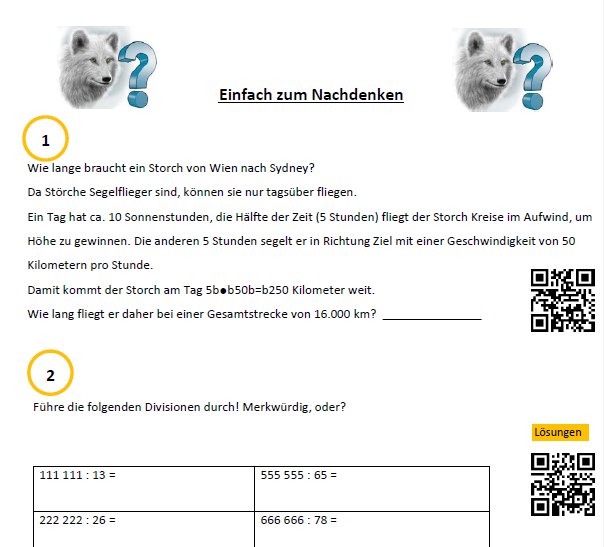 Einfach zum Nachdenken
1
Wie lange braucht ein Storch von Wien nach Sydney?
Da Störche Segelflieger sind, können sie nur tagsüber fliegen.
Ein Tag hat ca. 10 Sonnenstunden, die Hälfte der Zeit (5 Stunden) fliegt der Storch Kreise im Aufwind, um
Höhe zu gewinnen. Die anderen 5 Stunden segelt er in Richtung Ziel mit einer Geschwindigkeit von 50
Kilometern pro Stunde.
Damit kommt der Storch am Tag 5b●b50b=b250 Kilometer weit.
Wie lang fliegt er daher bei einer Gesamtstrecke von 16.000 km? ________________
2
Führe die folgenden Divisionen durch! Merkwürdig, oder?
Lösungen
111 111 : 13 =
555 555 : 65 =
222 222 : 26 =
666 666 : 78 =